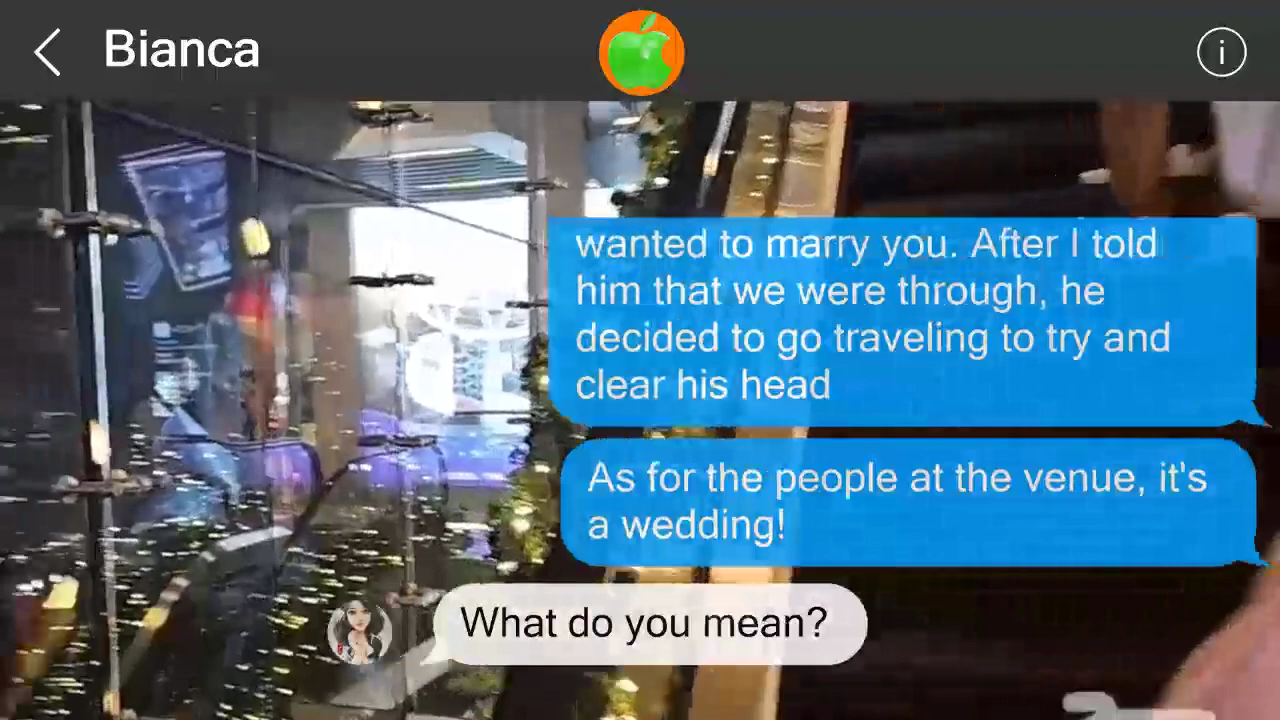 Bianca
i
wanted to marry you. After I told
him that we were through, he
decided to go traveling to try and
clear his head
As for the people at the venue, it's
a wedding!
What do you mean?